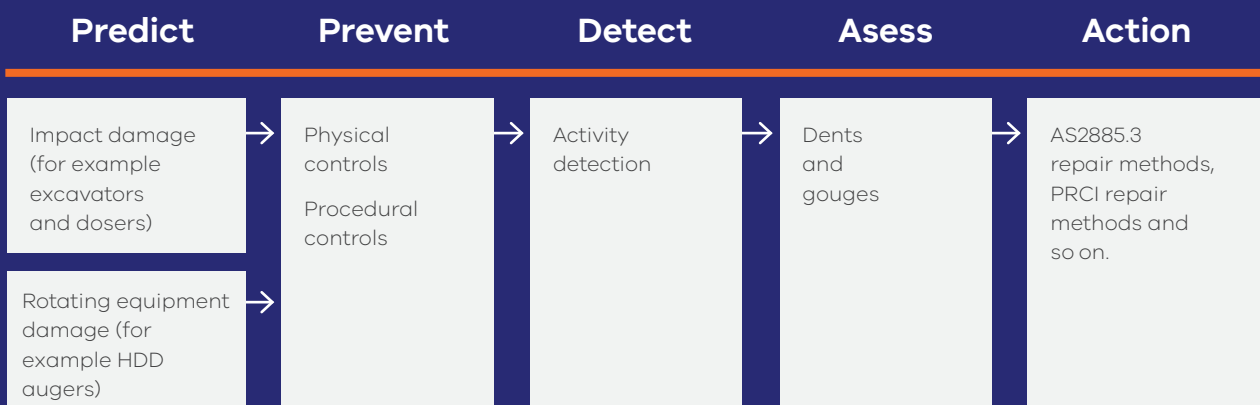 Predict
Prevent
Detect
Asess
Action
Impact damage
(for example
excavators
and dosers)
Rotating equipment
damage (for
example HDD
augers)
Physical
controls
Procedural
controls
Activity
detection
Dents
and
gouges
AS2885.3
repair methods,
PRCI repair
methods and
so on.